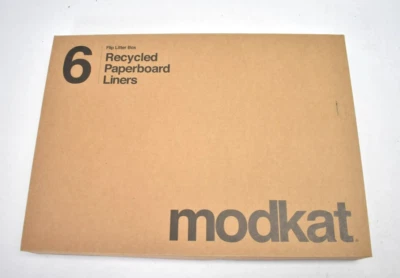 6
Flip Litter Box
Recycled
Paperboard
Liners
modkat.